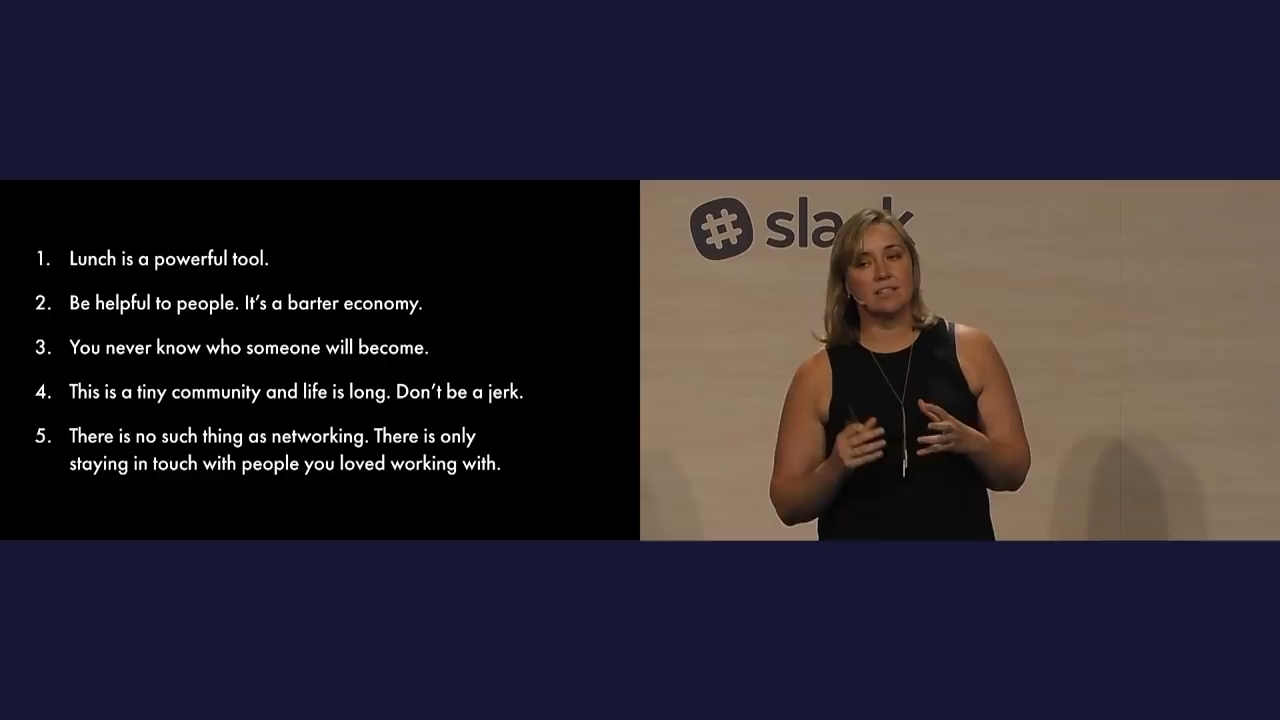 1. Lunch is a powerful tool.
2. Be helpful to people. It’s a barter economy.
3. You never know who someone will become.
4. This is a tiny community and life is long. Don’t be a jerk.
5. There is no such thing as networking. There is only
staying in touch with people you loved working with.
slack